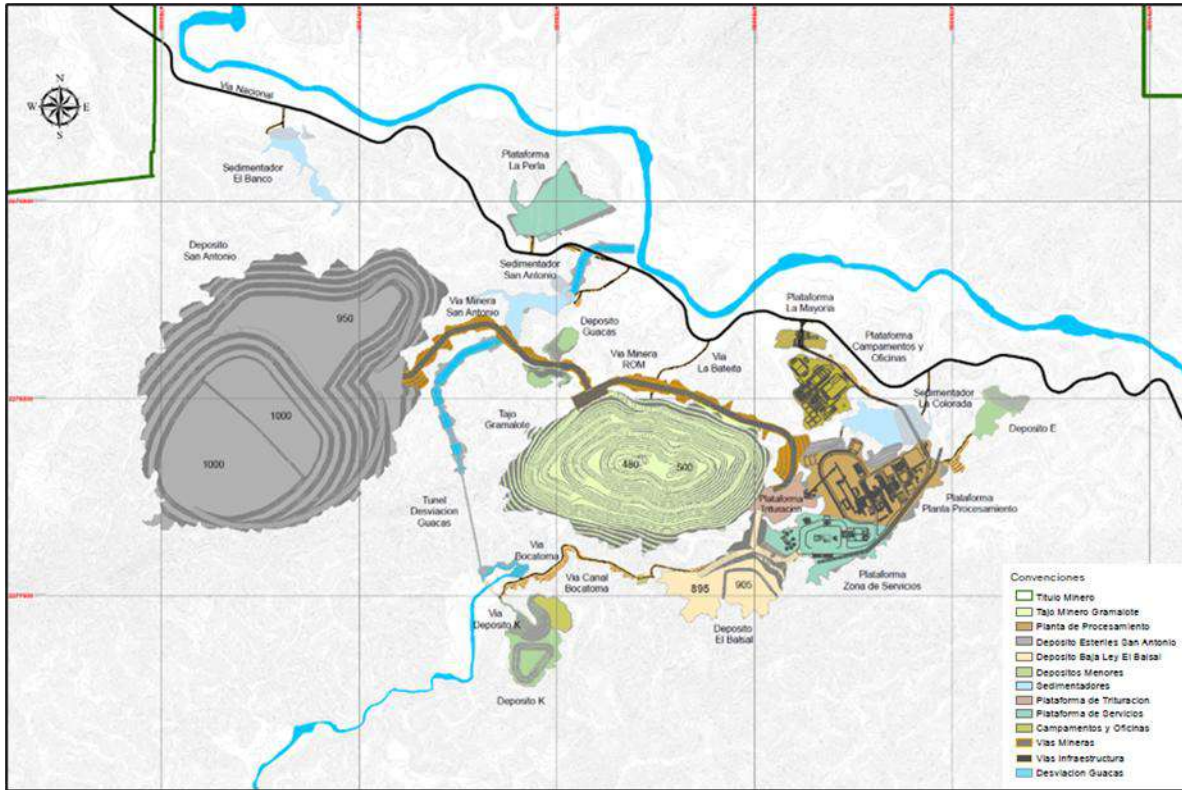 N
W E
S
Via Nacional
Sedimentador
El Banco
Plataforma
La Perla
Deposito
San Antonio
Sedimentador
San Antonio
Via Minera
San Antonio
950
Deposito
Guacas
Via Minera
ROM
Via
La Bateita
Plataforma
La Mayoria
Plataforma
Campamentos y
Oficinas
Sedimentador
La Colorada
Deposito E
1000
1000
Tajo
Gramalote
480
500
Plataforma
Trituracion
Plataforma
Planta Procesamiento
Tunel
Desviacion
Guacas
Via
Bocatoma
Via Canal
Bocatoma
895
905
Plataforma
Zona de Servicios
Via
Deposito K
Deposito
El Balsal
Deposito K
Convenciones
Titulo Minero
Tajo Minero Gramalote
Planta de Procesamiento
Deposito Esteriles San Antonio
Deposito Baja Ley El Balsal
Depositos Menores
Sedimentadores
Plataforma de Trituracion
Plataforma de Servicios
Campamentos y Oficinas
Vias Mineras
Vias Infraestructura
Desviacion Guacas